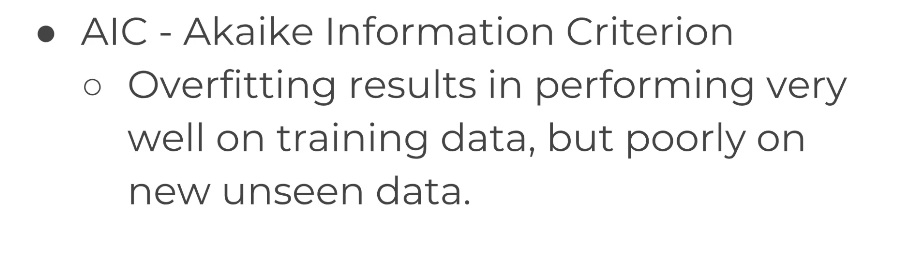 ● AIC - Akaike Information Criterion
○ Overfitting results in performing very
well on training data, but poorly on
new unseen data.